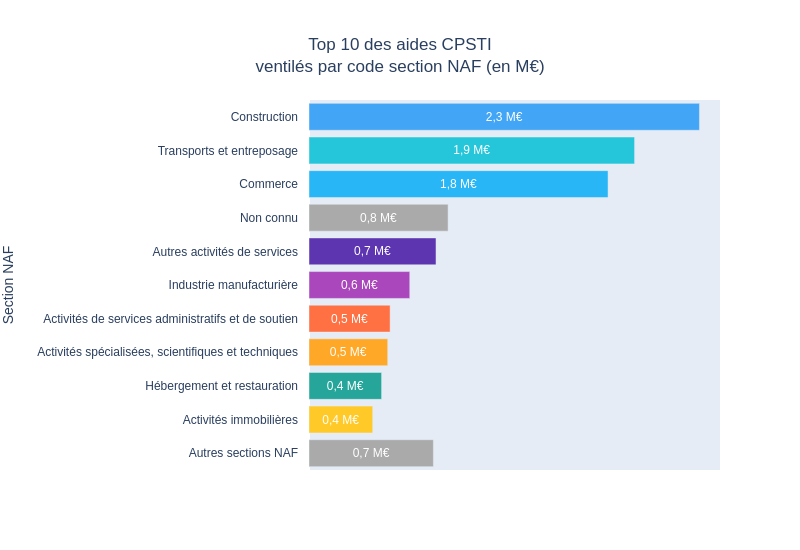 Top 10 des aides CPSTI
ventilés par code section NAF (en M€)
Section NAF
Construction 2,3 M€
Transports et entreposage 1,9 M€
Commerce 1,8 M€
Non connu 0,8 M€
Autres activités de services 0,7 M€
Industrie manufacturière 0,6 M€
Activités de services administratifs et de soutien 0,5 M€
Activités spécialisées, scientifiques et techniques 0,5 M€
Hébergement et restauration 0,4 M€
Activités immobilières 0,4 M€
Autres sections NAF 0,7 M€